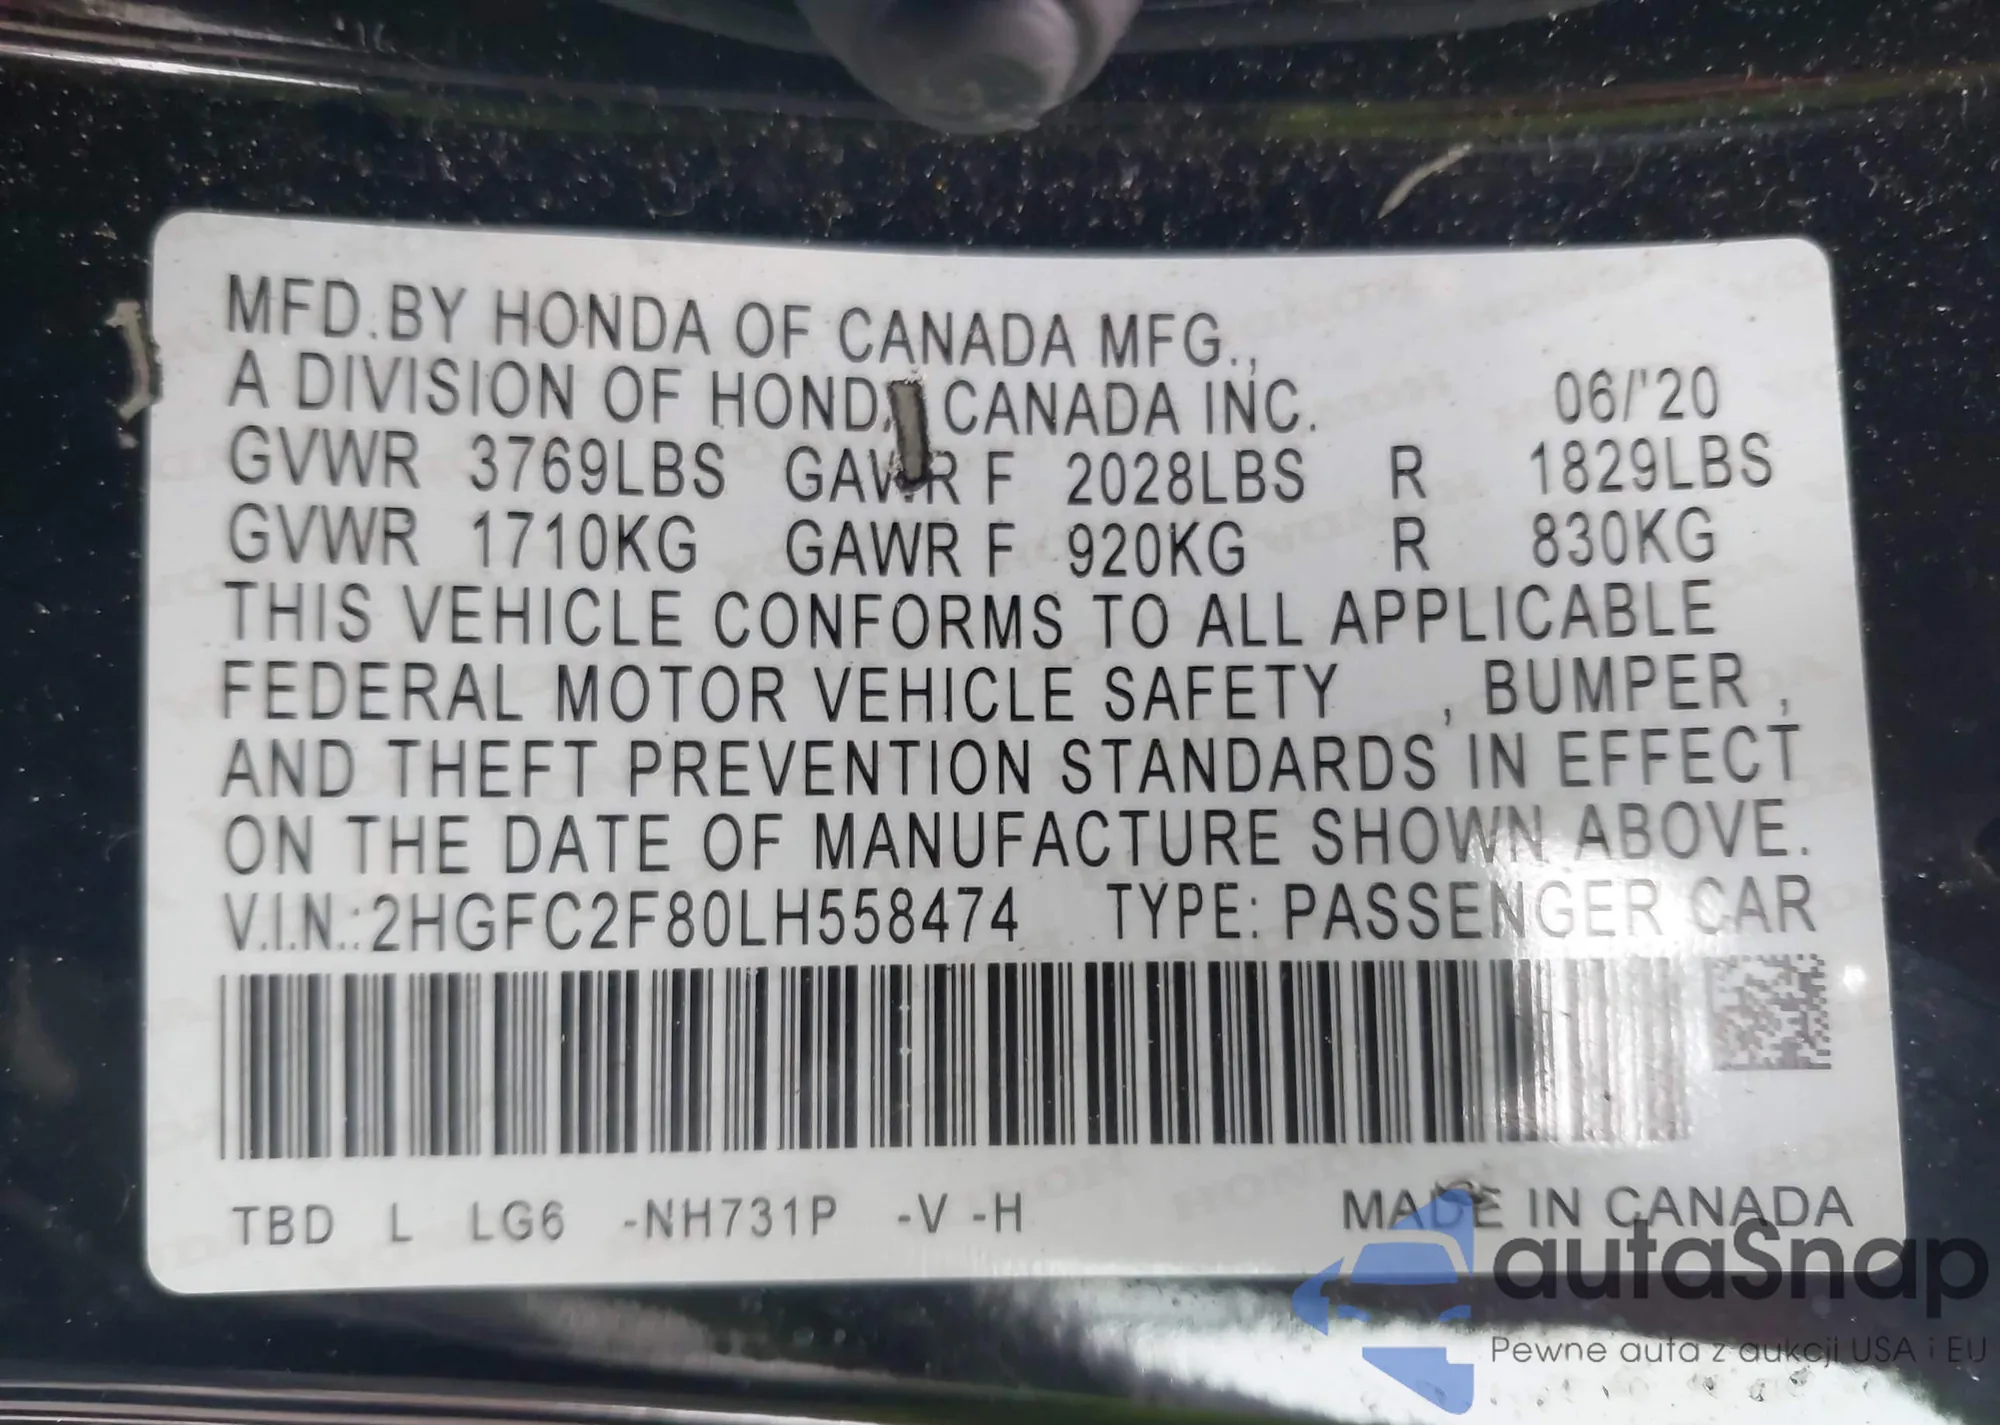 MFD.BY HONDA OF CANADA MFG.,
A DIVISION OF HONDA CANADA INC. 06/'20
GVWR 3769LBS GAWR F 2028LBS R 1829LBS
GVWR 1710KG GAWR F 920KG R 830KG
THIS VEHICLE CONFORMS TO ALL APPLICABLE
FEDERAL MOTOR VEHICLE SAFETY , BUMPER ,
AND THEFT PREVENTION STANDARDS IN EFFECT
ON THE DATE OF MANUFACTURE SHOWN ABOVE.
V.I.N.:2HGFC2F80LH558474 TYPE: PASSENGER CAR
TBD L LG6 -NH731P -V -H MADE IN CANADA
autaSnap
Pewne auta z aukcji USA i EU